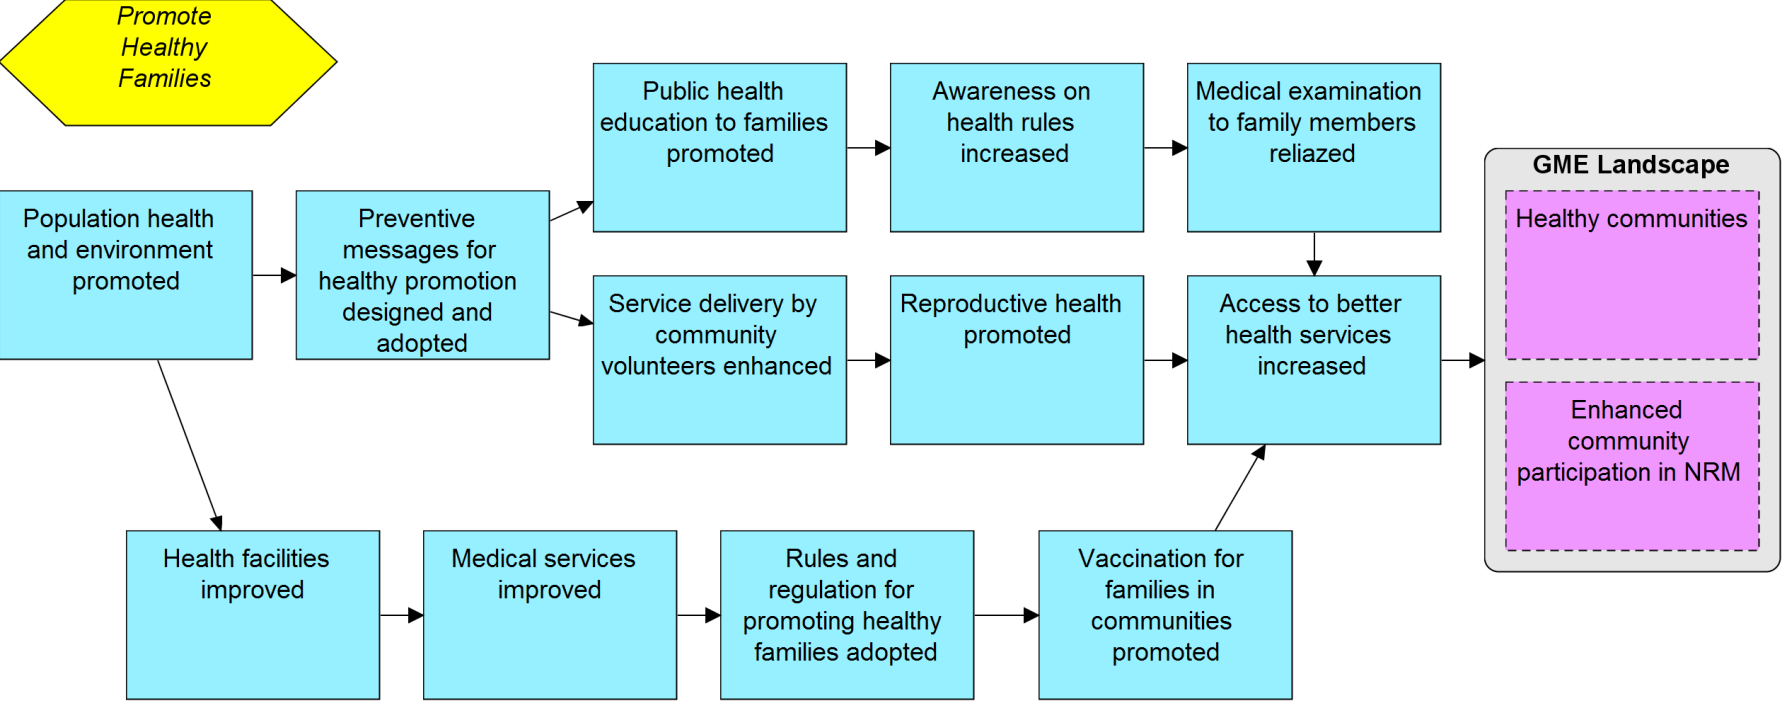 Promote
Healthy
Families
Public health
education to families
promoted
Awareness on
health rules
increased
Medical examination
to family members
reliazed
GME Landscape
Healthy communities
Enhanced
community
participation in NRM
Population health
and environment
promoted
Preventive
messages for
healthy promotion
designed and
adopted
Service delivery by
community
volunteers enhanced
Reproductive health
promoted
Access to better
health services
increased
Health facilities
improved
Medical services
improved
Rules and
regulation for
promoting healthy
families adopted
Vaccination for
families in
communities
promoted